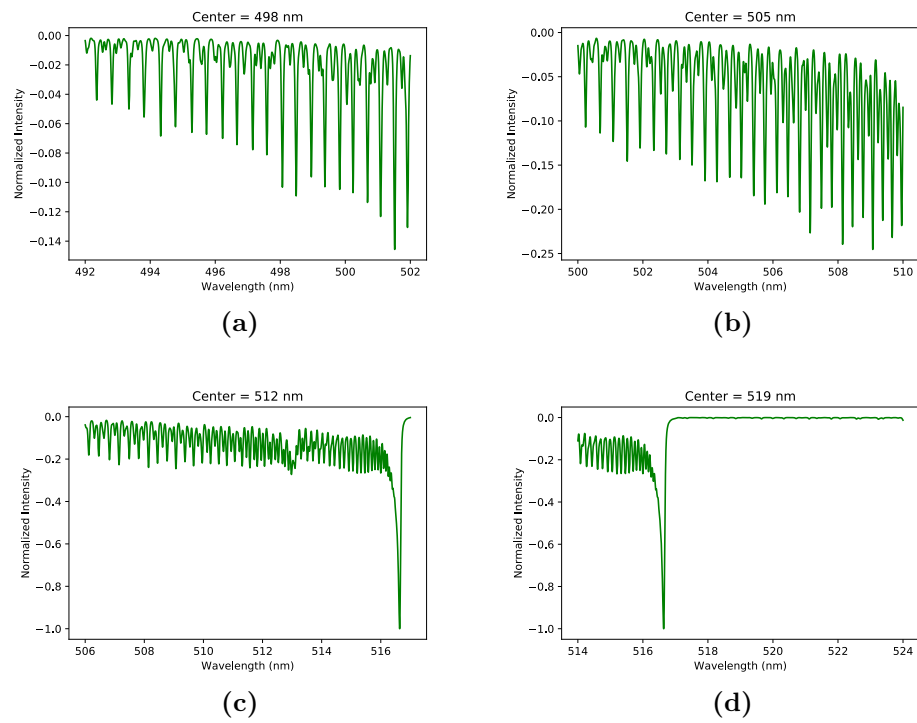 Center = 498 nm
Normalized Intensity
0.00
−0.02
−0.04
−0.06
−0.08
−0.10
−0.12
−0.14
492 494 496 498 500 502
Wavelength (nm)
(a)
Center = 505 nm
Normalized Intensity
0.00
−0.05
−0.10
−0.15
−0.20
−0.25
500 502 504 506 508 510
Wavelength (nm)
(b)
Center = 512 nm
Normalized Intensity
0.0
−0.2
−0.4
−0.6
−0.8
−1.0
506 508 510 512 514 516
Wavelength (nm)
(c)
Center = 519 nm
Normalized Intensity
0.0
−0.2
−0.4
−0.6
−0.8
−1.0
514 516 518 520 522 524
Wavelength (nm)
(d)